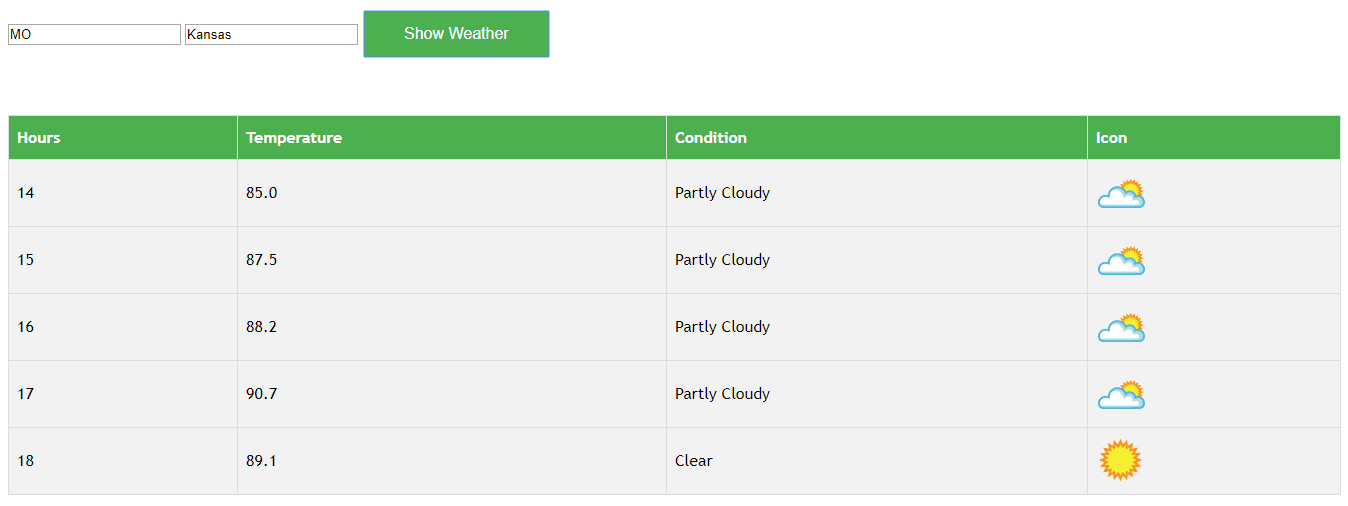 MO Kansas Show Weather
Hours Temperature Condition Icon
14 85.0 Partly Cloudy
15 87.5 Partly Cloudy
16 88.2 Partly Cloudy
17 90.7 Partly Cloudy
18 89.1 Clear